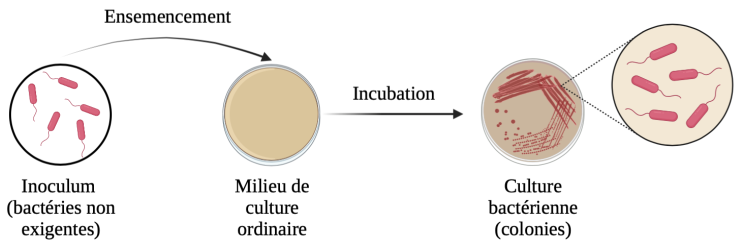 Ensemencement
Incubation
Inoculum
(bactéries non
exigentes)
Milieu de
culture
ordinaire
Culture
bactérienne
(colonies)